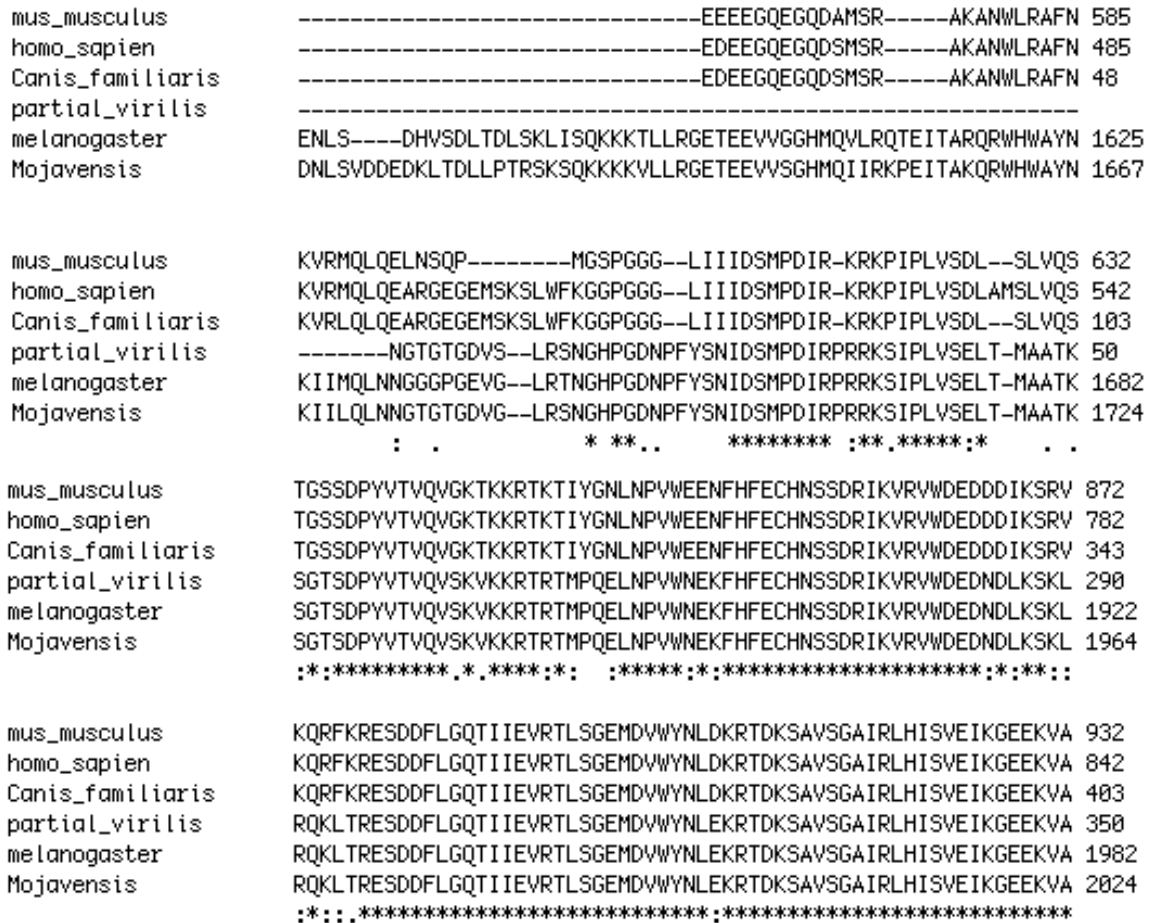 mus_musculus -------------------------------EEEEGQEGQDAMSR-----AKANWLRAFN 585
homo_sapien -------------------------------EDEEGQEGQDSMSR-----AKANWLRAFN 485
Canis_familiaris -------------------------------EDEEGQEGQDSMSR-----AKANWLRAFN 48
partial_virilis ------------------------------------------------------------
melanogaster ENLS----DHVSDLTDLSKLISQKKKTLLRGETEEVVGGHMQVLRQTEITARQRWHWAYN 1625
Mojavensis DNLSVDDEDKLTDLLPTRSKSQKKKKVLLRGETEEVVSGHMQIIRKPEITAKQRWHWAYN 1667
mus_musculus KVRMQLQELNSQP--------MGSPGGG--LIIIDSMPDIR-KRKPIPLVSDL--SLVQS 632
homo_sapien KVRMQLQEARGEGEMSKSLWFKGGPGGG--LIIIDSMPDIR-KRKPIPLVSDLAMSLVQS 542
Canis_familiaris KVRLQLQEARGEGEMSKSLWFKGGPGGG--LIIIDSMPDIR-KRKPIPLVSDL--SLVQS 103
partial_virilis -------NGTGTGDVS--LRSNGHPGDNPFYSNIDSMPDIRPRRKSIPLVSELT-MAATK 50
melanogaster KIIMQLNNGGGPGEVG--LRTNGHPGDNPFYSNIDSMPDIRPRRKSIPLVSELT-MAATK 1682
Mojavensis KIILQLNNGTGTGDVG--LRSNGHPGDNPFYSNIDSMPDIRPRRKSIPLVSELT-MAATK 1724
:  .           * **..     ******** :**.*****:*    . .
mus_musculus TGSSDPYVTVQVGKTKKRTKTIYGNLNPVWEENFHFECHNSSDRIKVRVWDEDDDIKSRV 872
homo_sapien TGSSDPYVTVQVGKTKKRTKTIYGNLNPVWEENFHFECHNSSDRIKVRVWDEDDDIKSRV 782
Canis_familiaris TGSSDPYVTVQVGKTKKRTKTIYGNLNPVWEENFHFECHNSSDRIKVRVWDEDDDIKSRV 343
partial_virilis SGTSDPYVTVQVSKVKKRTRTMPQELNPVWNEKFHFECHNSSDRIKVRVWDEDNDLKSKL 290
melanogaster SGTSDPYVTVQVSKVKKRTRTMPQELNPVWNEKFHFECHNSSDRIKVRVWDEDNDLKSKL 1922
Mojavensis SGTSDPYVTVQVSKVKKRTRTMPQELNPVWNEKFHFECHNSSDRIKVRVWDEDNDLKSKL 1964
:*:*********.*.****:*:  :*****:*:********************:*:**::
mus_musculus KQRFKRESDDFLGQTIIEVRTLSGEMDVWYNLDKRTDKSAVSGAIRLHISVEIKGEEKVA 932
homo_sapien KQRFKRESDDFLGQTIIEVRTLSGEMDVWYNLDKRTDKSAVSGAIRLHISVEIKGEEKVA 842
Canis_familiaris KQRFKRESDDFLGQTIIEVRTLSGEMDVWYNLDKRTDKSAVSGAIRLHISVEIKGEEKVA 403
partial_virilis RQKLTRESDDFLGQTIIEVRTLSGEMDVWYNLEKRTDKSAVSGAIRLHISVEIKGEEKVA 350
melanogaster RQKLTRESDDFLGQTIIEVRTLSGEMDVWYNLEKRTDKSAVSGAIRLHISVEIKGEEKVA 1982
Mojavensis RQKLTRESDDFLGQTIIEVRTLSGEMDVWYNLEKRTDKSAVSGAIRLHISVEIKGEEKVA 2024
:*::.***************************:***************************